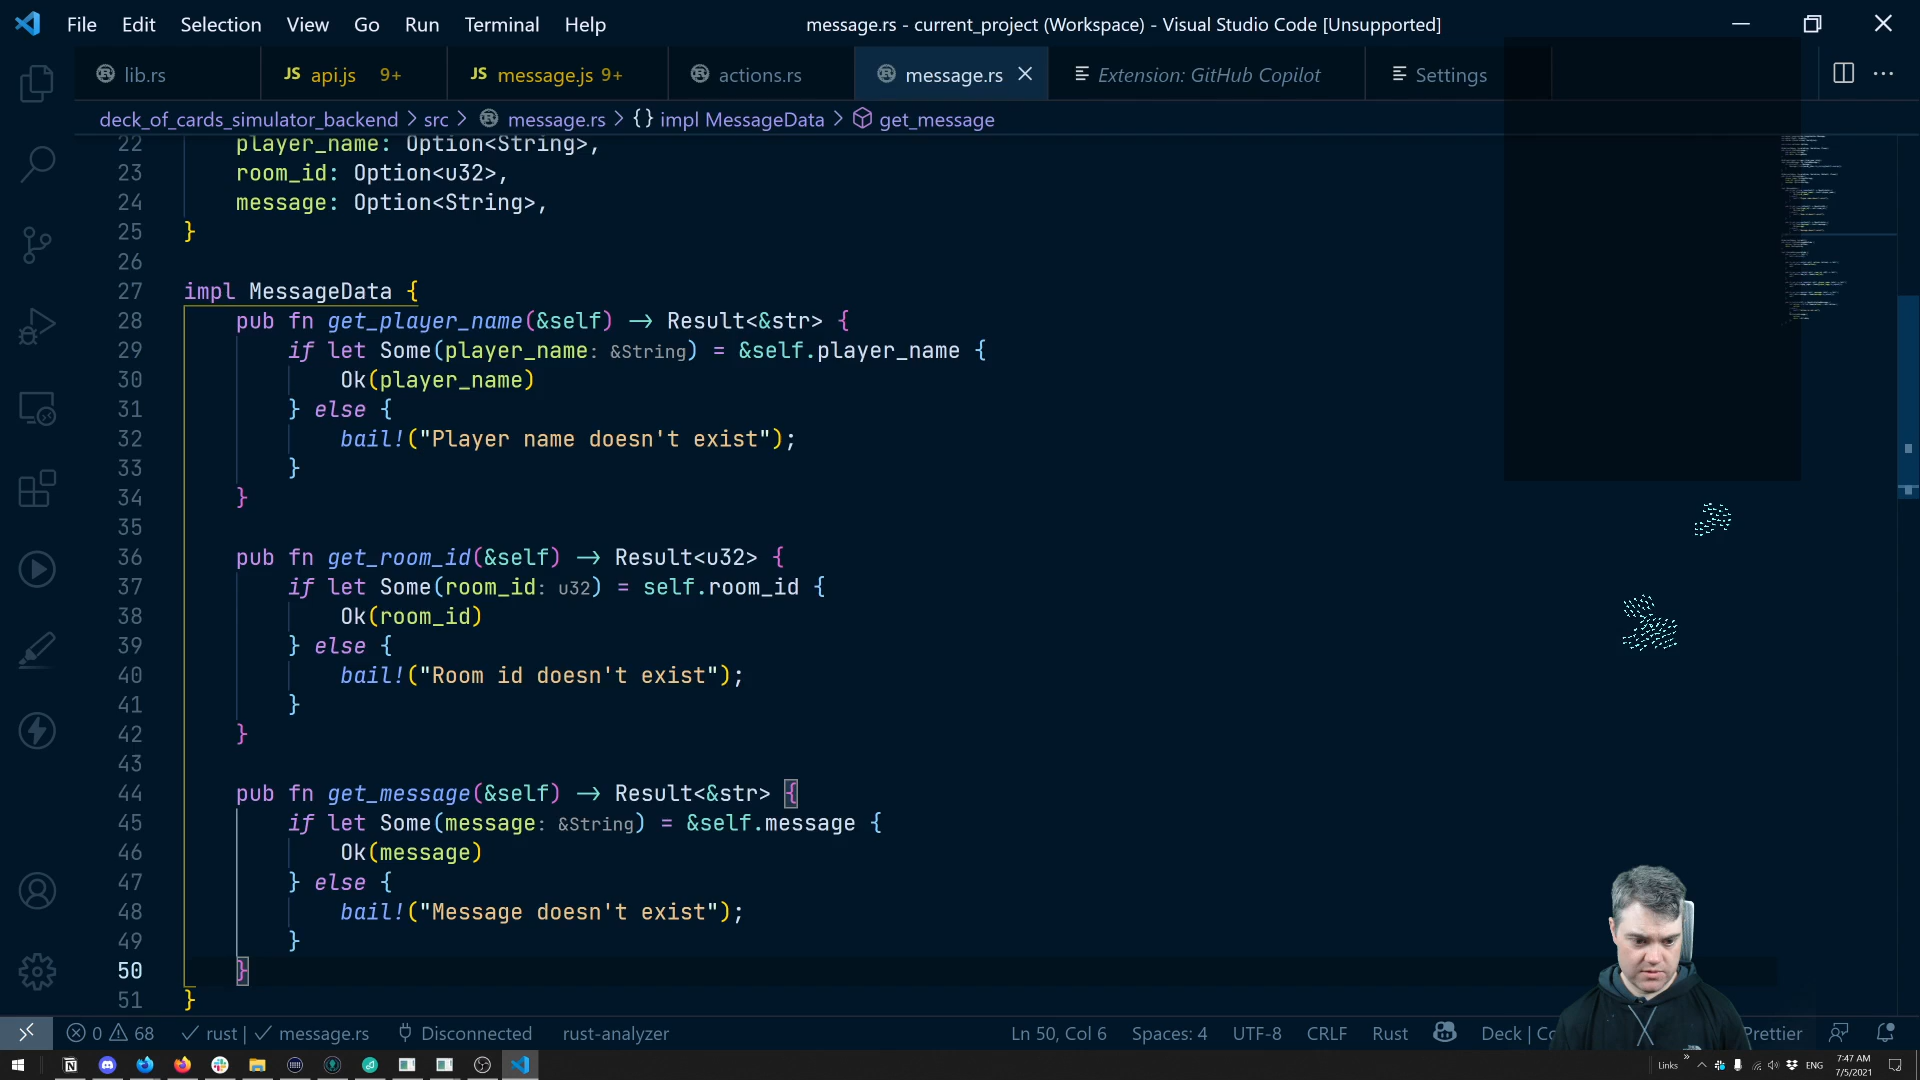 File Edit Selection View Go Run Terminal Help
message.rs - current_project (Workspace) - Visual Studio Code [Unsupported]
lib.rs
JS api.js 9+
JS message.js 9+
actions.rs
message.rs
Extension: GitHub Copilot
Settings
deck_of_cards_simulator_backend > src > message.rs > {} impl MessageData > get_message
22 player_name: Option<String>,
23 room_id: Option<u32>,
24 message: Option<String>,
25 }
26
27 impl MessageData {
28 pub fn get_player_name(&self) -> Result<&str> {
29 if let Some(player_name: &String) = &self.player_name {
30 Ok(player_name)
31 } else {
32 bail!("Player name doesn't exist");
33 }
34 }
35
36 pub fn get_room_id(&self) -> Result<u32> {
37 if let Some(room_id: u32) = self.room_id {
38 Ok(room_id)
39 } else {
40 bail!("Room id doesn't exist");
41 }
42 }
43
44 pub fn get_message(&self) -> Result<&str> {
45 if let Some(message: &String) = &self.message {
46 Ok(message)
47 } else {
48 bail!("Message doesn't exist");
49 }
50 }
51 }
0 68 rust | message.rs Disconnected rust-analyzer Ln 50, Col 6 Spaces: 4 UTF-8 CRLF Rust Deck | Prettier
Links ENG 7:47 AM
7/5/2021